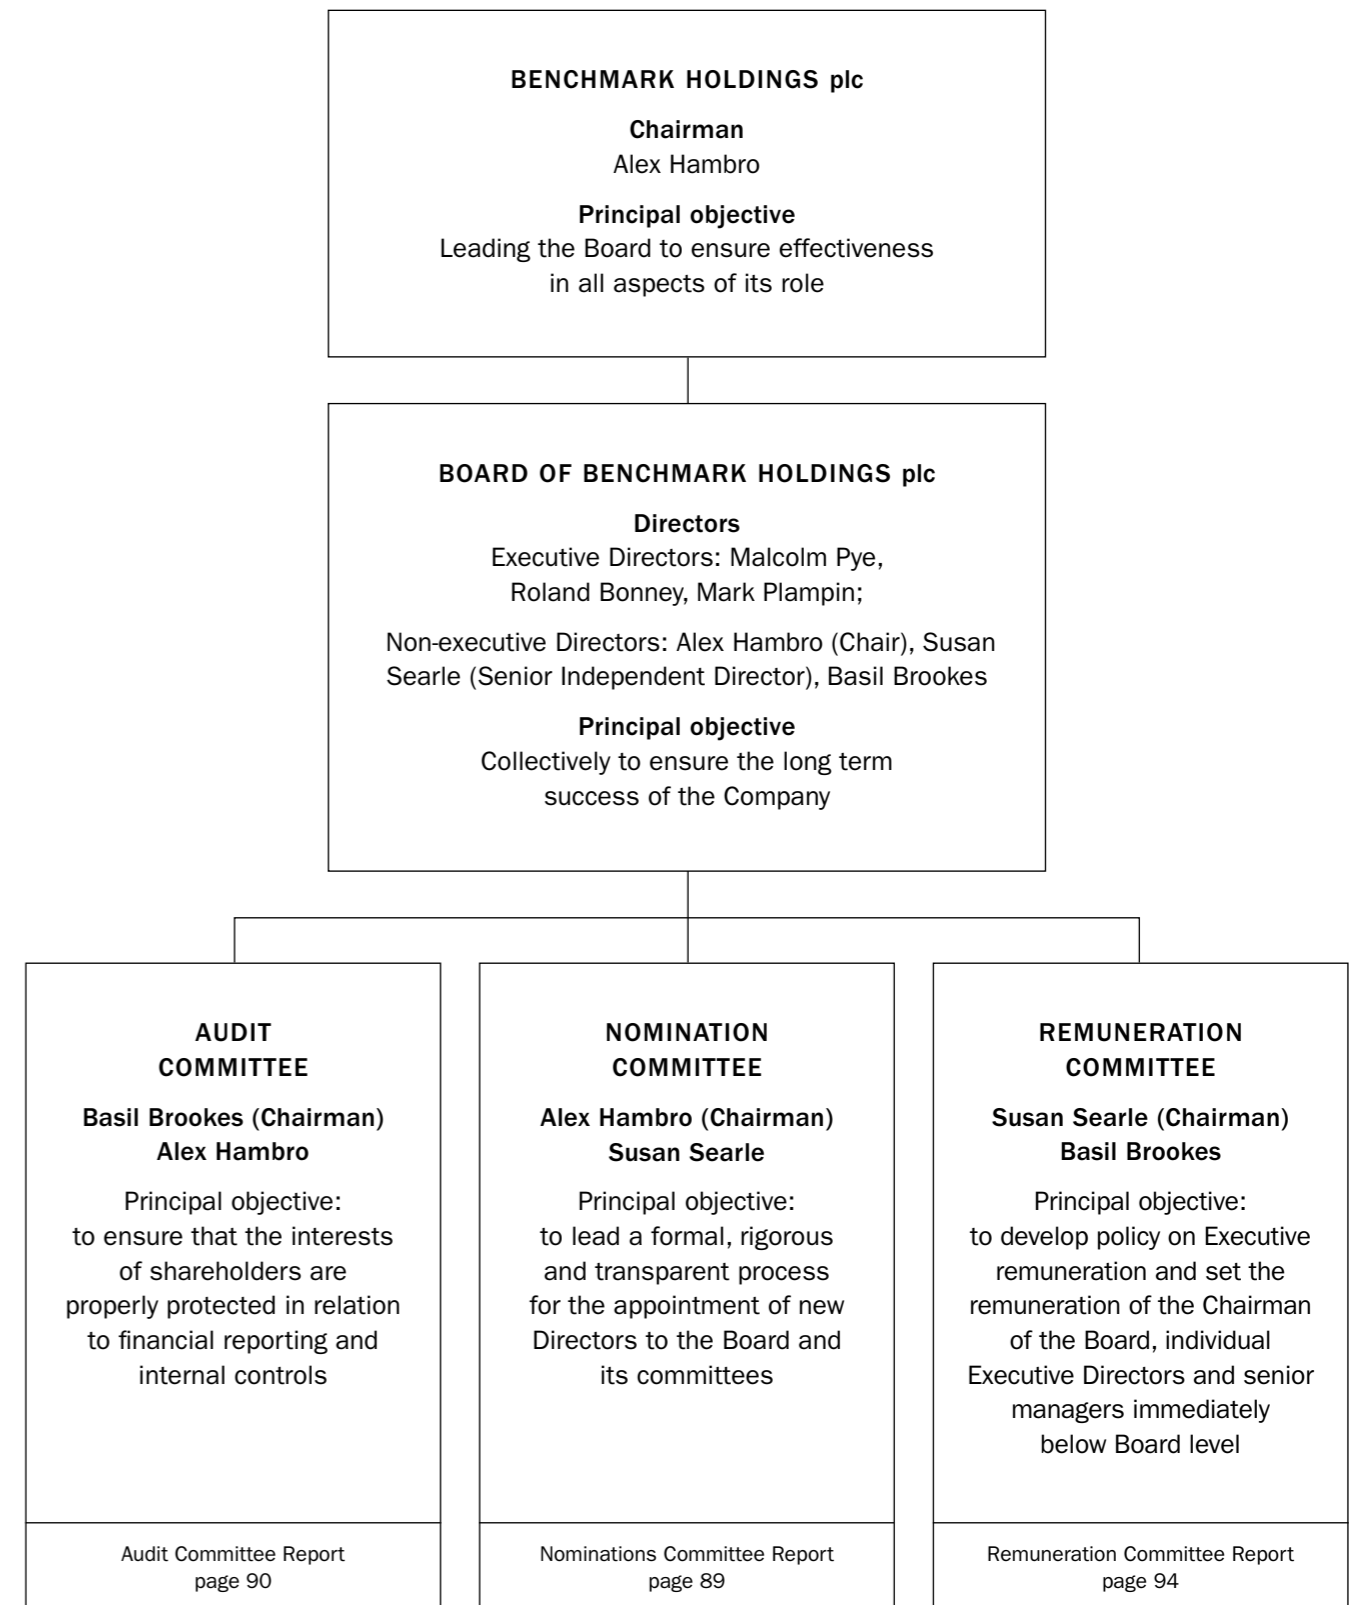 BENCHMARK HOLDINGS plc
Chairman
Alex Hambro
Principal objective
Leading the Board to ensure effectiveness
in all aspects of its role
BOARD OF BENCHMARK HOLDINGS plc
Directors
Executive Directors: Malcolm Pye,
Roland Bonney, Mark Plampin;
Non-executive Directors: Alex Hambro (Chair), Susan
Searle (Senior Independent Director), Basil Brookes
Principal objective
Collectively to ensure the long term
success of the Company
AUDIT
COMMITTEE
Basil Brookes (Chairman)
Alex Hambro
Principal objective:
to ensure that the interests
of shareholders are
properly protected in relation
to financial reporting and
internal controls
Audit Committee Report
page 90
NOMINATION
COMMITTEE
Alex Hambro (Chairman)
Susan Searle
Principal objective:
to lead a formal, rigorous
and transparent process
for the appointment of new
Directors to the Board and
its committees
Nominations Committee Report
page 89
REMUNERATION
COMMITTEE
Susan Searle (Chairman)
Basil Brookes
Principal objective:
to develop policy on Executive
remuneration and set the
remuneration of the Chairman
of the Board, individual
Executive Directors and senior
managers immediately
below Board level
Remuneration Committee Report
page 94